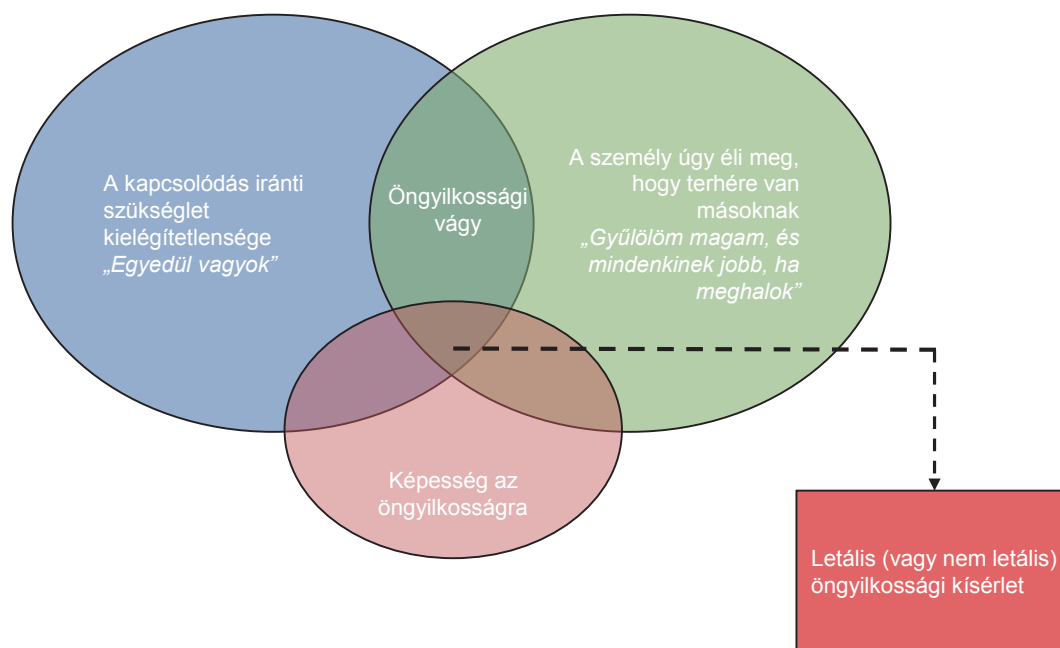 A kapcsolódás iránti
szükséglet
kielégítetlensége
„Egyedül vagyok”
Öngyilkossági
vágy
A személy úgy éli meg,
hogy terhére van
másoknak
„Gyűlölöm magam, és
mindenkinek jobb, ha
meghalok”
Képesség az
öngyilkosságra
Letális (vagy nem letális)
öngyilkossági kísérlet